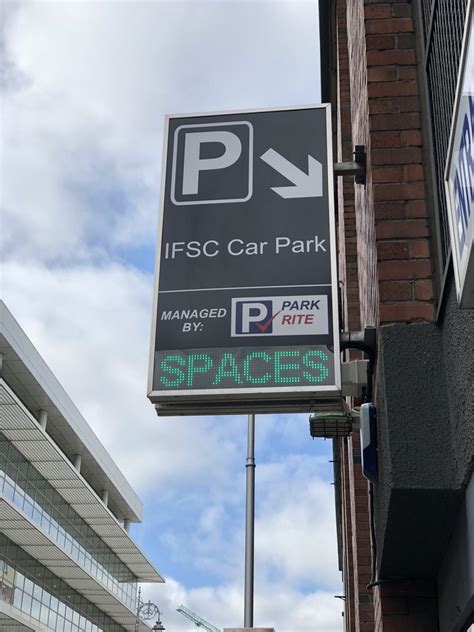 P
IFSC Car Park
MANAGED BY:
P PARK RITE
SPACES